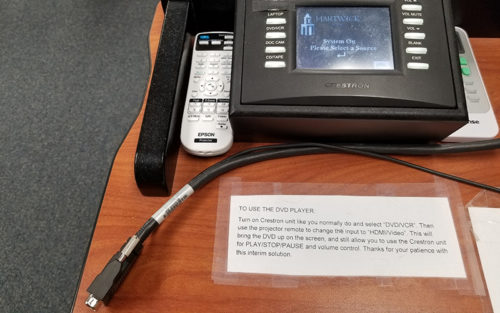 LAPTOP
DVD/VCR
DOC CAM
CD/TAPE
HARTWICK
System On
Please Select a Source
VOL MUTE
VOL
BLANK
EXIT
CRESTRON
EPSON
Projector
TO USE THE DVD PLAYER:
Turn on Crestron unit like you normally do and select "DVD/VCR". Then
use the projector remote to change the input to "HDMI/Video". This will
bring the DVD up on the screen, and still allow you to use the Crestron unit
for PLAY/STOP/PAUSE and volume control. Thanks for your patience with
this interim solution.